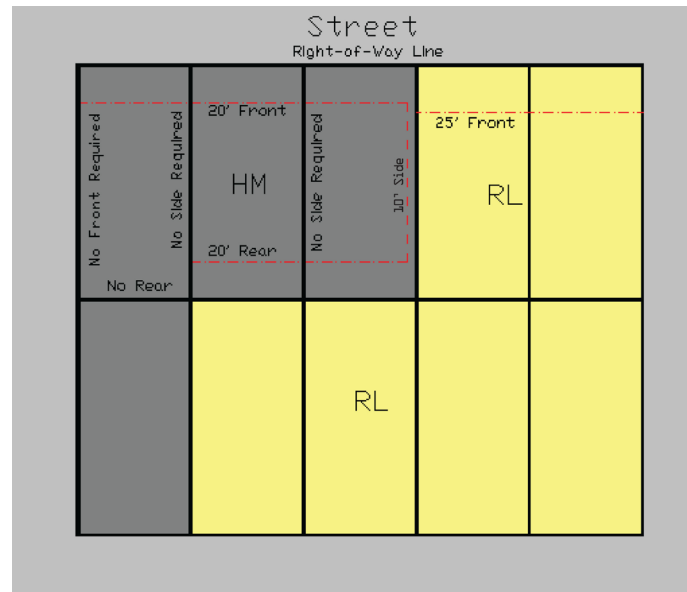 Street
Right-of-Way Line
20' Front
25' Front
No Front Required
No Side Required
HM
No Side Required
10' Side
RL
20' Rear
No Rear
RL